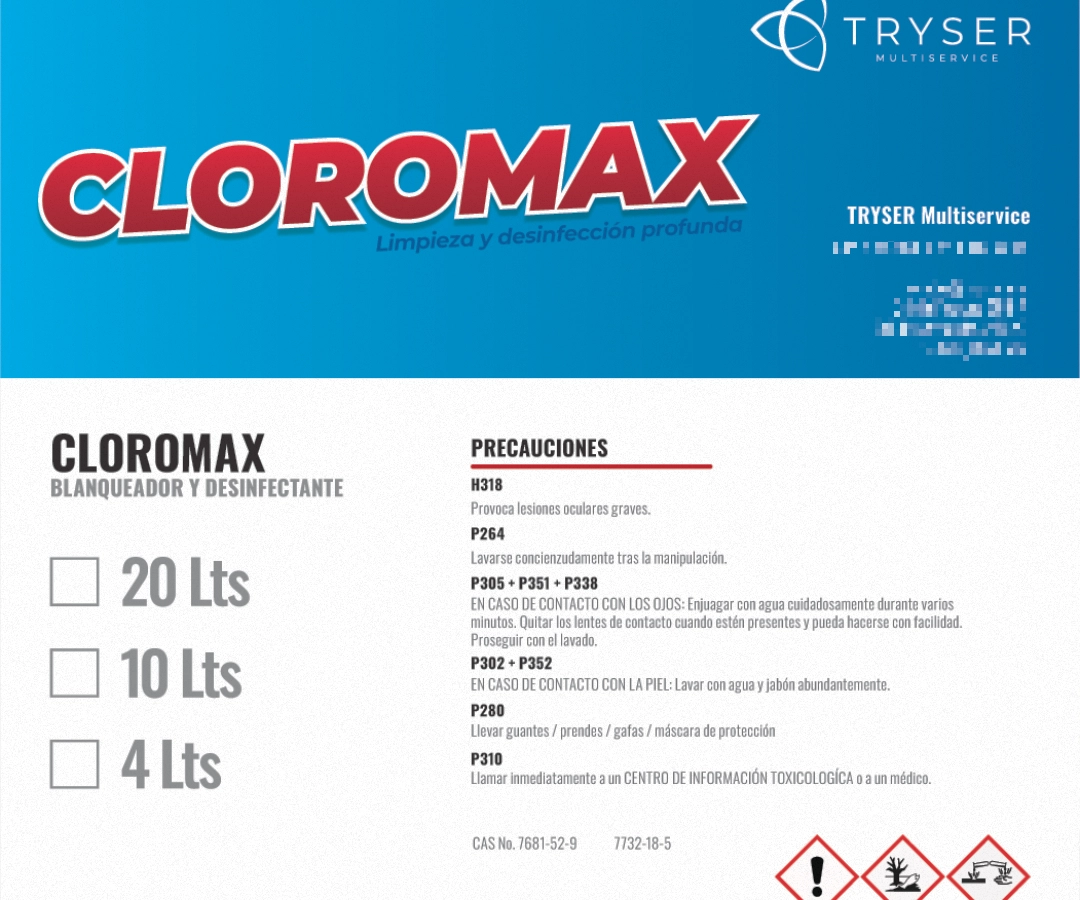 TRYSER
MULTISERVICE
CLOROMAX
Limpieza y desinfección profunda
TRYSER Multiservice
CLOROMAX
BLANQUEADOR Y DESINFECTANTE
20 Lts
10 Lts
4 Lts
PRECAUCIONES
H318
Provoca lesiones oculares graves.
P264
Lavarse concienzudamente tras la manipulación.
P305 + P351 + P338
EN CASO DE CONTACTO CON LOS OJOS: Enjuagar con agua cuidadosamente durante varios
minutos. Quitar los lentes de contacto cuando estén presentes y pueda hacerse con facilidad.
Proseguir con el lavado.
P302 + P352
EN CASO DE CONTACTO CON LA PIEL: Lavar con agua y jabón abundantemente.
P280
Llevar guantes / prendes / gafas / máscara de protección
P310
Llamar inmediatamente a un CENTRO DE INFORMACIÓN TOXICOLOGÍCA o a un médico.
CAS No. 7681-52-9 7732-18-5